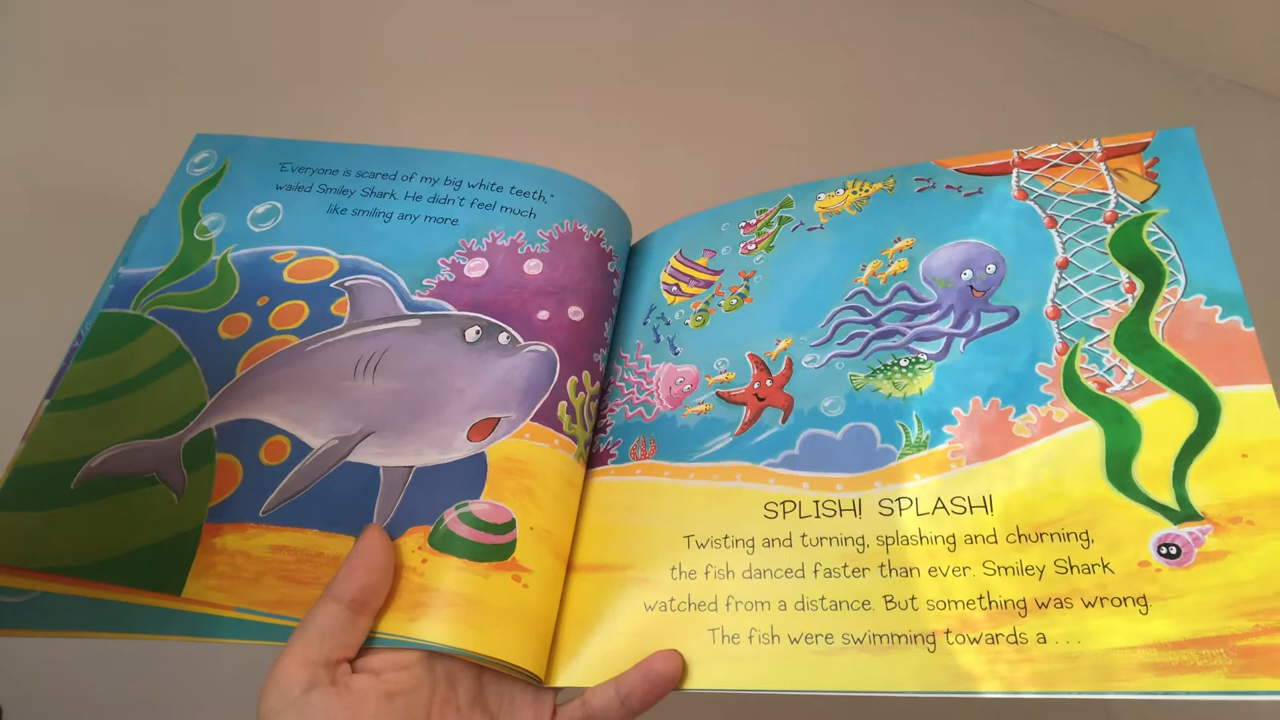 "Everyone is scared of my big white teeth,"
wailed Smiley Shark. He didn't feel much
like smiling any more.
SPLISH! SPLASH!
Twisting and turning, splashing and churning,
the fish danced faster than ever. Smiley Shark
watched from a distance. But something was wrong.
The fish were swimming towards a . . .